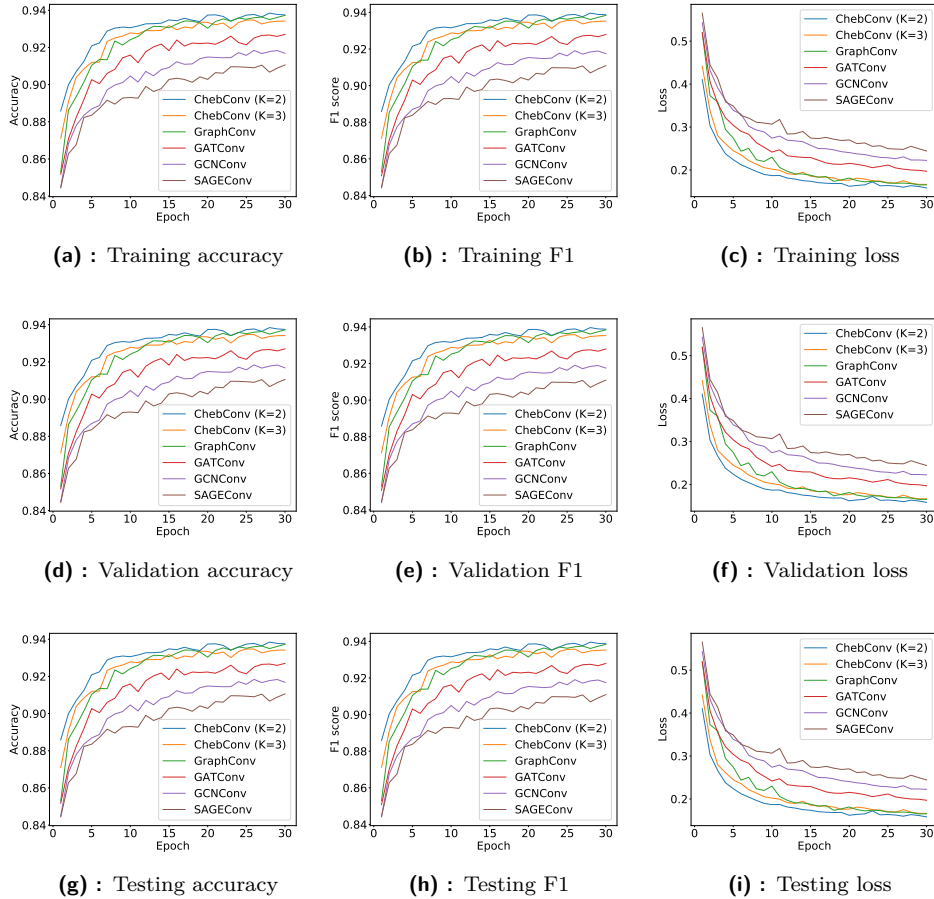 0.94
0.92
0.90
0.88
0.86
0.84
0 5 10 15 20 25 30
Accuracy
Epoch
ChebConv (K=2)
ChebConv (K=3)
GraphConv
GATConv
GCNConv
SAGEConv
0.94
0.92
0.90
0.88
0.86
0.84
0 5 10 15 20 25 30
F1 score
Epoch
ChebConv (K=2)
ChebConv (K=3)
GraphConv
GATConv
GCNConv
SAGEConv
0.5
0.4
0.3
0.2
0 5 10 15 20 25 30
Loss
Epoch
ChebConv (K=2)
ChebConv (K=3)
GraphConv
GATConv
GCNConv
SAGEConv
(a) : Training accuracy
(b) : Training F1
(c) : Training loss
0.94
0.92
0.90
0.88
0.86
0.84
0 5 10 15 20 25 30
Accuracy
Epoch
ChebConv (K=2)
ChebConv (K=3)
GraphConv
GATConv
GCNConv
SAGEConv
0.94
0.92
0.90
0.88
0.86
0.84
0 5 10 15 20 25 30
F1 score
Epoch
ChebConv (K=2)
ChebConv (K=3)
GraphConv
GATConv
GCNConv
SAGEConv
0.5
0.4
0.3
0.2
0 5 10 15 20 25 30
Loss
Epoch
ChebConv (K=2)
ChebConv (K=3)
GraphConv
GATConv
GCNConv
SAGEConv
(d) : Validation accuracy
(e) : Validation F1
(f) : Validation loss
0.94
0.92
0.90
0.88
0.86
0.84
0 5 10 15 20 25 30
Accuracy
Epoch
ChebConv (K=2)
ChebConv (K=3)
GraphConv
GATConv
GCNConv
SAGEConv
0.94
0.92
0.90
0.88
0.86
0.84
0 5 10 15 20 25 30
F1 score
Epoch
ChebConv (K=2)
ChebConv (K=3)
GraphConv
GATConv
GCNConv
SAGEConv
0.5
0.4
0.3
0.2
0 5 10 15 20 25 30
Loss
Epoch
ChebConv (K=2)
ChebConv (K=3)
GraphConv
GATConv
GCNConv
SAGEConv
(g) : Testing accuracy
(h) : Testing F1
(i) : Testing loss